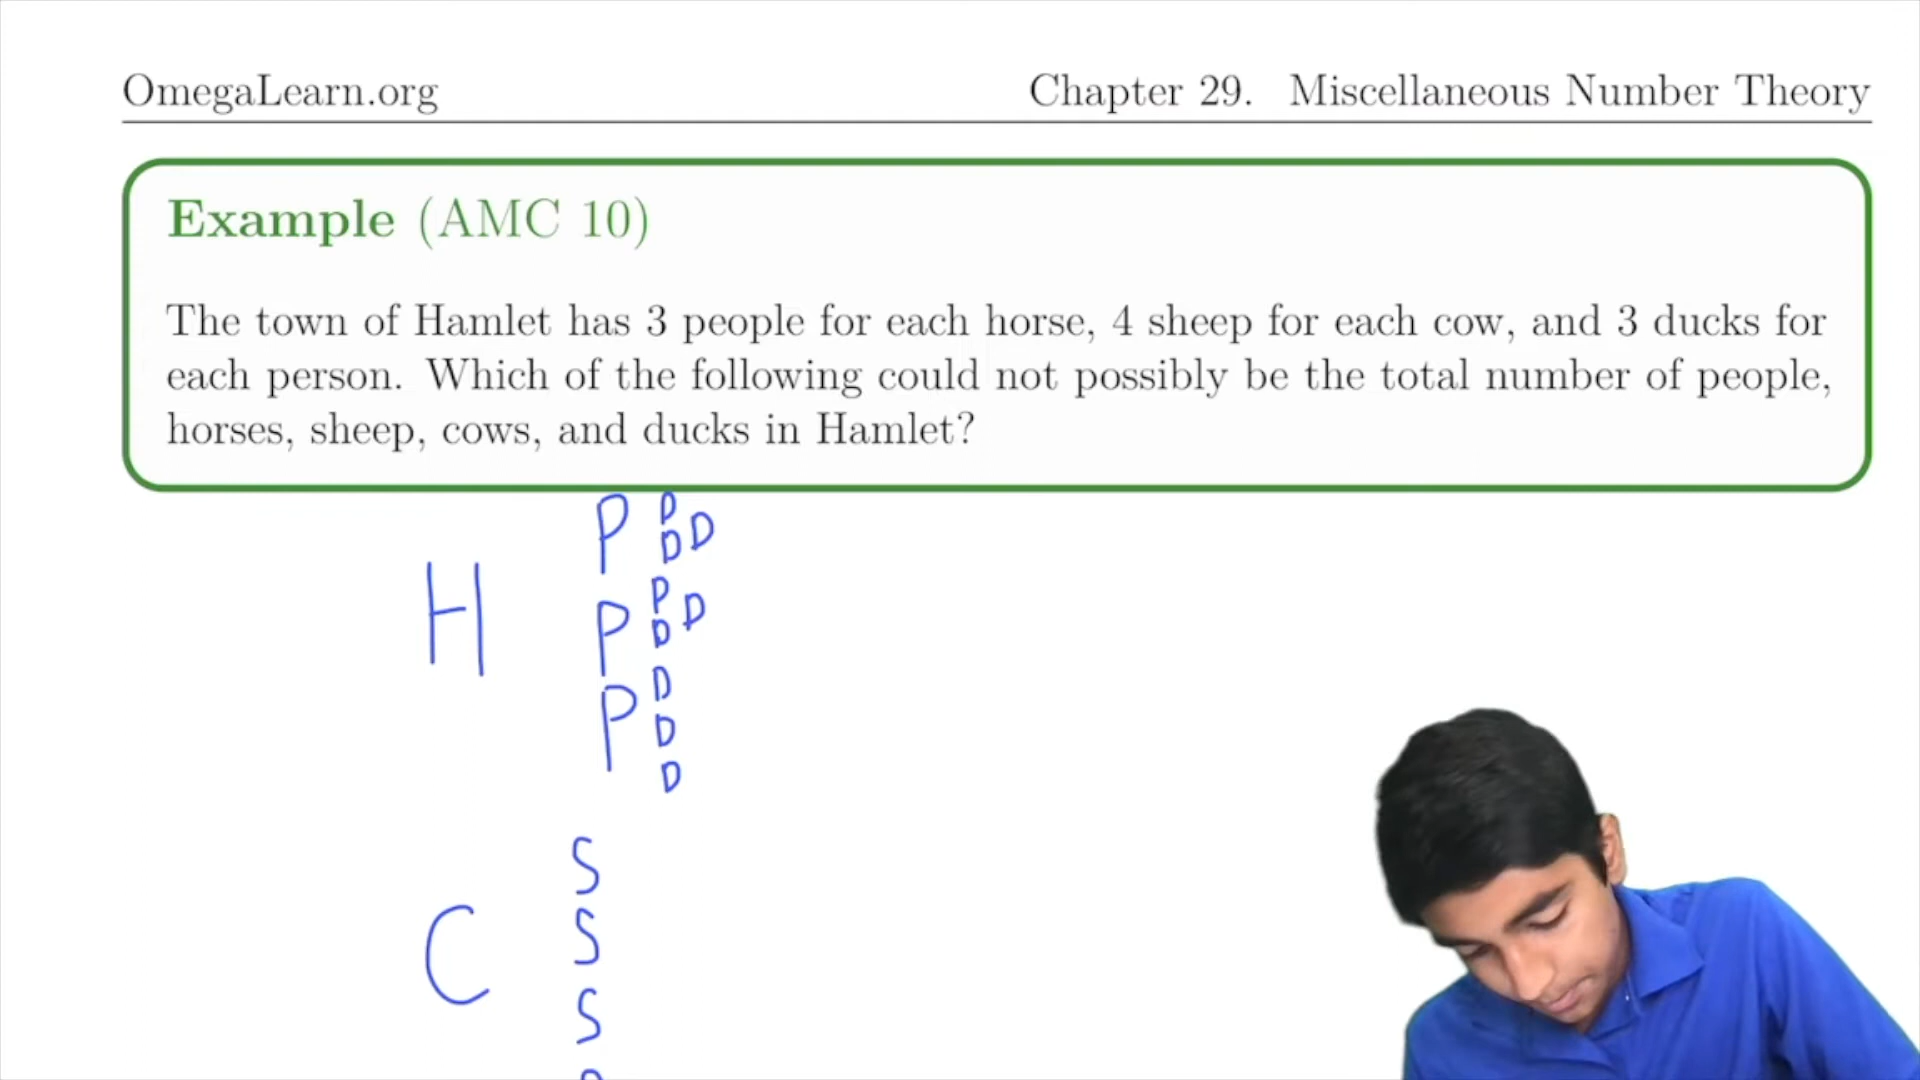 OmegaLearn.org Chapter 29. Miscellaneous Number Theory
Example (AMC 10)
The town of Hamlet has 3 people for each horse, 4 sheep for each cow, and 3 ducks for
each person. Which of the following could not possibly be the total number of people,
horses, sheep, cows, and ducks in Hamlet?
H
P D D D
P D D D
P D D D
C
S
S
S